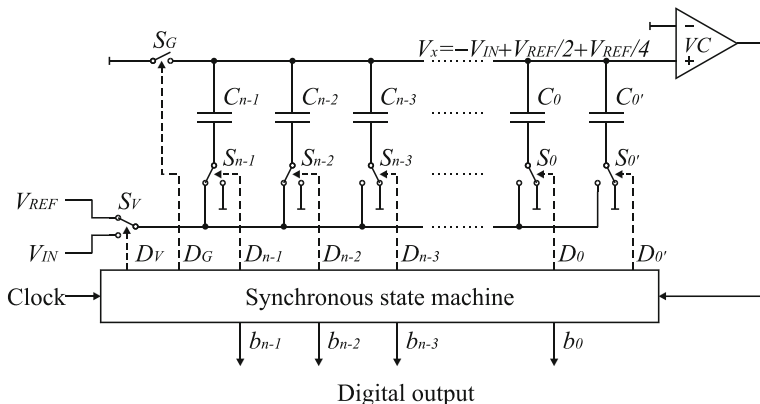 S_G
V_x=−V_IN+V_REF/2+V_REF/4
−
VC
+
C_n-1 C_n-2 C_n-3 C_0 C_0'
S_n-1 S_n-2 S_n-3 S_0 S_0'
V_REF S_V
V_IN D_V D_G D_n-1 D_n-2 D_n-3 D_0 D_0'
Clock Synchronous state machine
b_n-1 b_n-2 b_n-3 b_0
Digital output